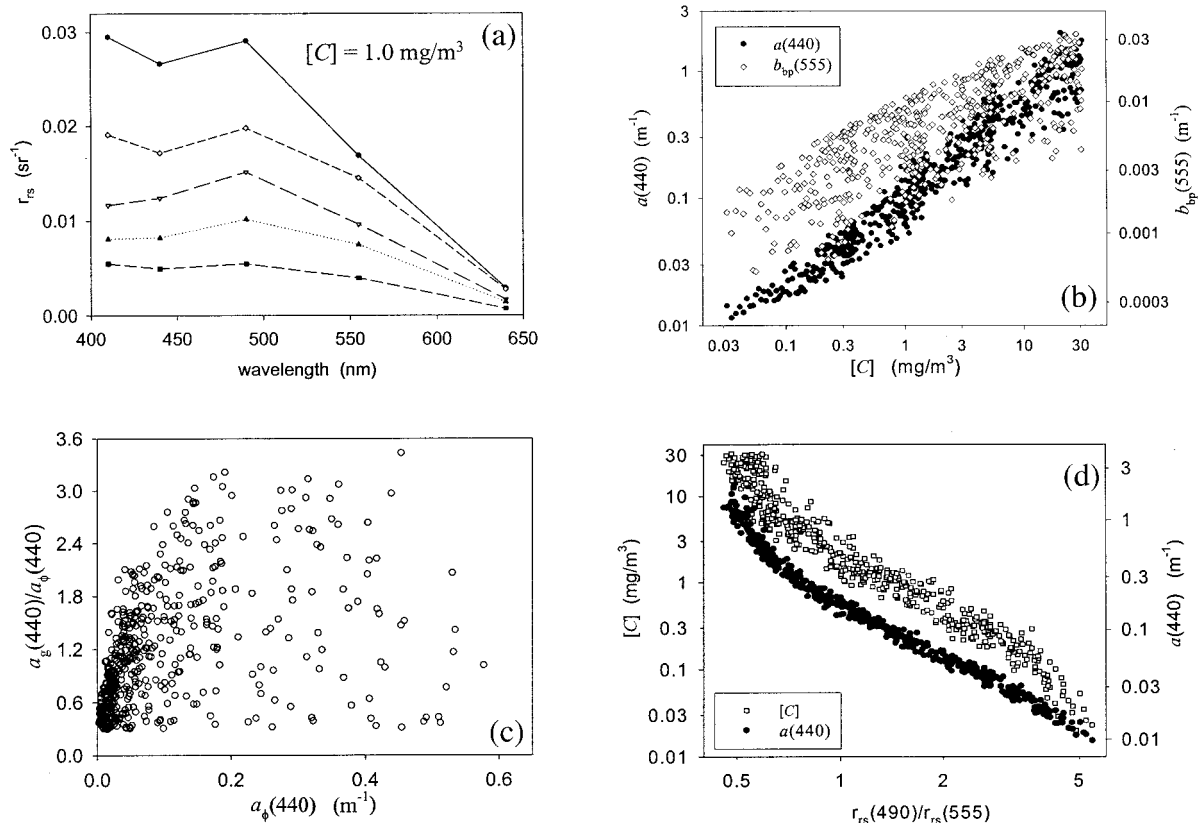 (a)
[C] = 1.0 mg/m³
0.03
0.02
0.01
0.00
r_rs (sr⁻¹)
400 450 500 550 600 650
wavelength (nm)
(b)
a(440)
b_bp(555)
3
1
0.3
0.1
0.03
0.01
a(440) (m⁻¹)
0.03
0.01
0.003
0.001
0.0003
b_bp(555) (m⁻¹)
0.03 0.1 0.3 1 3 10 30
[C] (mg/m³)
(c)
3.6
3.0
2.4
1.8
1.2
0.6
0.0
a_g(440)/a_ϕ(440)
0.0 0.2 0.4 0.6
a_ϕ(440) (m⁻¹)
(d)
30
10
3
1
0.3
0.1
0.03
0.01
[C] (mg/m³)
3
1
0.3
0.1
0.03
0.01
a(440) (m⁻¹)
[C]
a(440)
0.5 1 2 5
r_rs(490)/r_rs(555)